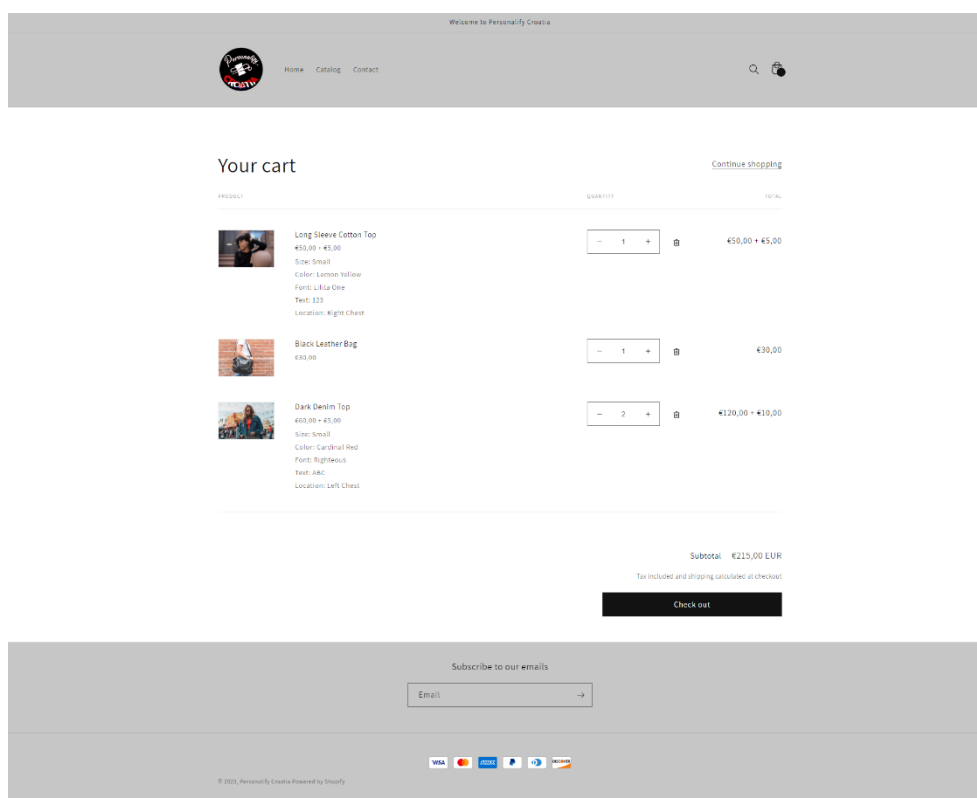 Welcome to Personalify Croatia
Personalify
CROATIA
Home Catalog Contact
Your cart
Continue shopping
PRODUCT QUANTITY TOTAL
Long Sleeve Cotton Top
€50,00 + €5,00
Size: Small
Color: Lemon Yellow
Font: Lilita One
Text: 123
Location: Right Chest
− 1 +
€50,00 + €5,00
Black Leather Bag
€30,00
− 1 +
€30,00
Dark Denim Top
€60,00 + €5,00
Size: Small
Color: Cardinal Red
Font: Righteous
Text: ABC
Location: Left Chest
− 2 +
€120,00 + €10,00
Subtotal €215,00 EUR
Tax included and shipping calculated at checkout
Check out
Subscribe to our emails
Email
VISA DISCOVER
© 2023, Personalify Croatia Powered by Shopify